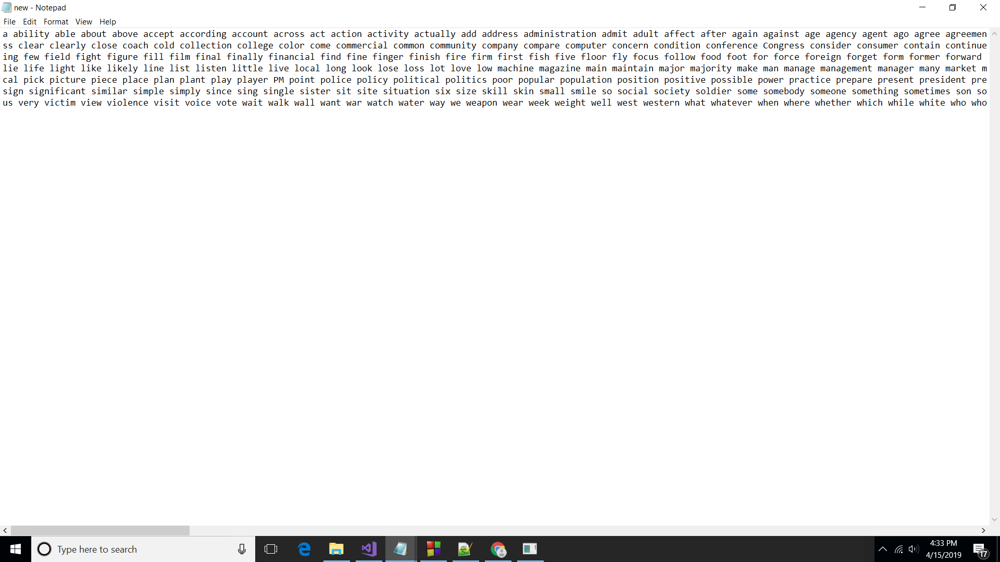 new - Notepad
File Edit Format View Help
a ability able about above accept according account across act action activity actually add address administration admit adult affect after again against age agency agent ago agree agreemen
ss clear clearly close coach cold collection college color come commercial common community company compare computer concern condition conference Congress consider consumer contain continue
ing few field fight figure fill film final finally financial find fine finger finish fire firm first fish five floor fly focus follow food foot for force foreign forget form former forward
lie life light like likely line list listen little live local long look lose loss lot love low machine magazine main maintain major majority make man manage management manager many market m
cal pick picture piece place plan plant play player PM point police policy political politics poor popular population position positive possible power practice prepare present president pre
sign significant similar simple simply since sing single sister sit site situation six size skill skin small smile so social society soldier some somebody someone something sometimes son so
us very victim view violence visit voice vote wait walk wall want war watch water way we weapon wear week weight well west western what whatever when where whether which while white who who
Type here to search
4:33 PM
4/15/2019
17